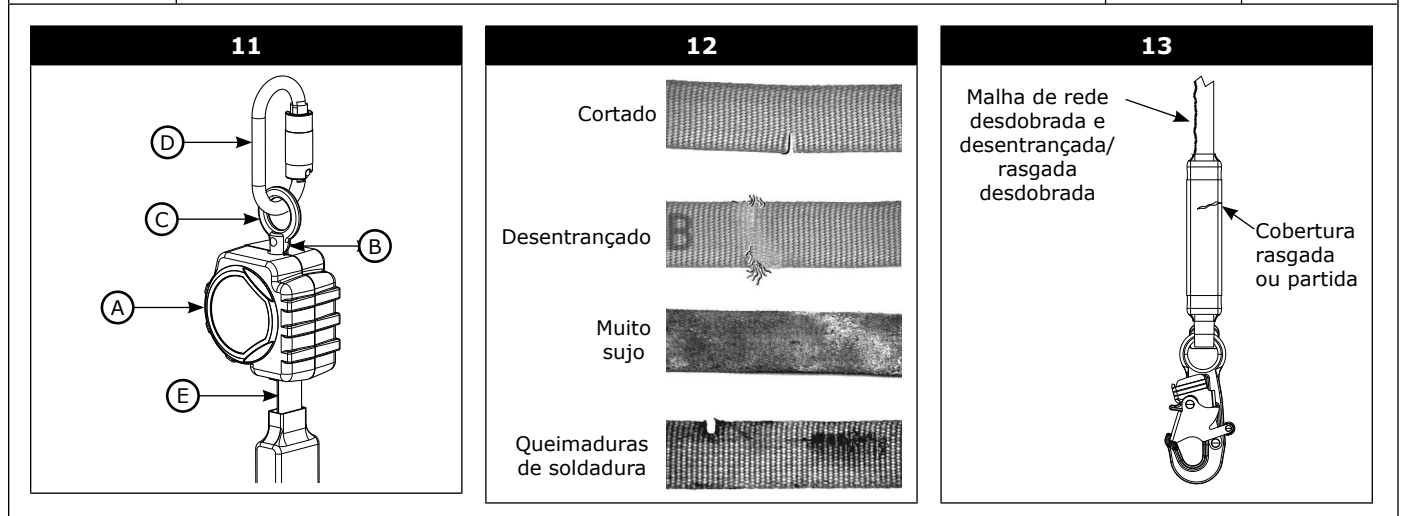 11
D
C
B
A
E
12
Cortado
B
Desentrançado
Muito
sujo
Queimaduras
de soldadura
13
Malha de rede
desdobrada e
desentrançada/
rasgada
desdobrada
Cobertura
rasgada
ou partida